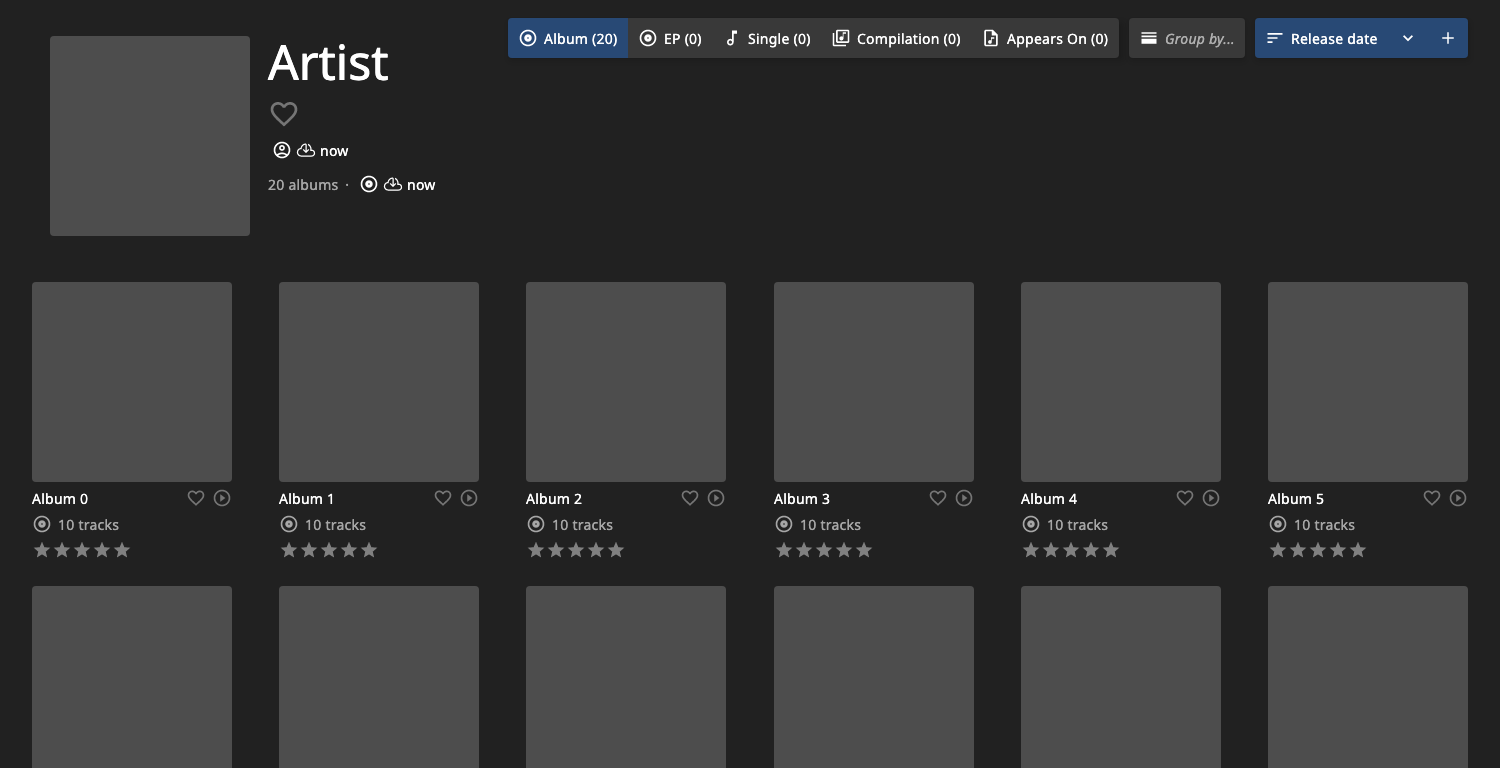 Artist
Album (20) EP (0) Single (0) Compilation (0) Appears On (0) Group by... Release date
now
20 albums · now
Album 0 Album 1 Album 2 Album 3 Album 4 Album 5
10 tracks 10 tracks 10 tracks 10 tracks 10 tracks 10 tracks